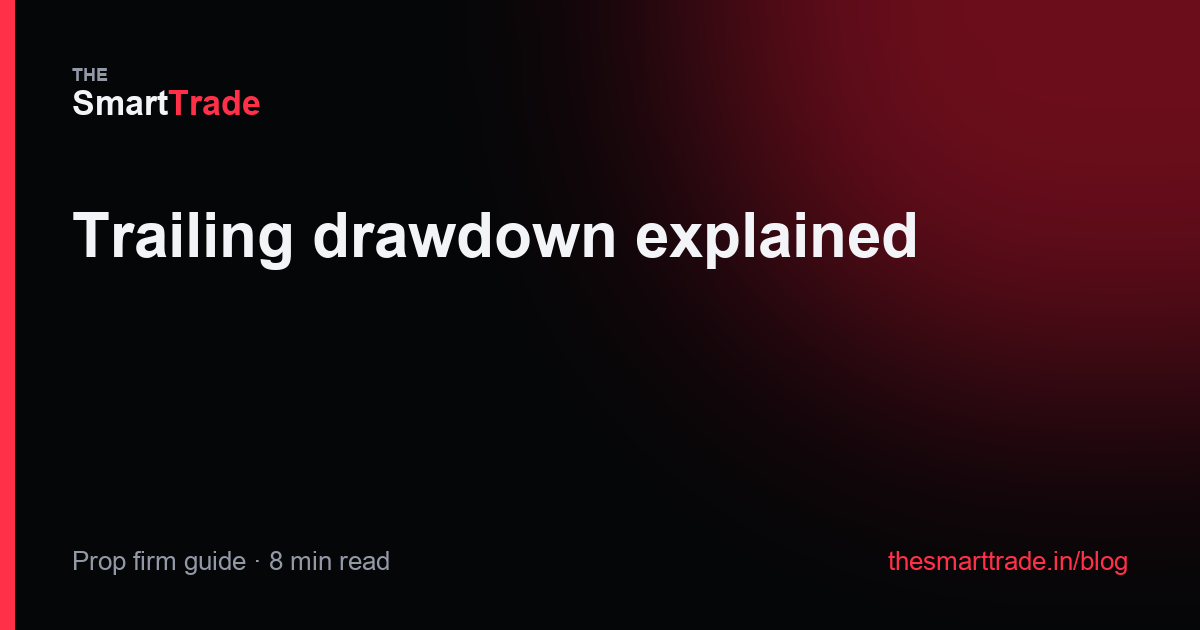 THE
SmartTrade
Trailing drawdown explained
Prop firm guide · 8 min read
thesmarttrade.in/blog